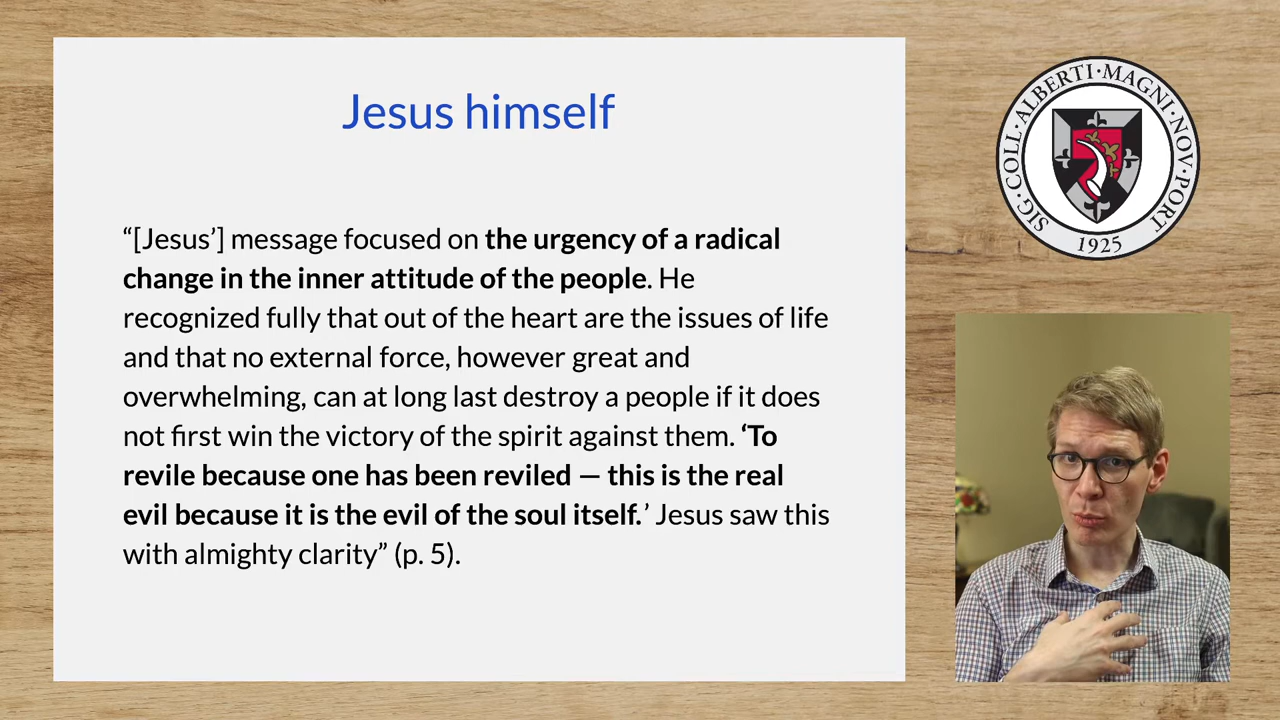 Jesus himself
“[Jesus’] message focused on the urgency of a radical
change in the inner attitude of the people. He
recognized fully that out of the heart are the issues of life
and that no external force, however great and
overwhelming, can at long last destroy a people if it does
not first win the victory of the spirit against them. ‘To
revile because one has been reviled — this is the real
evil because it is the evil of the soul itself.’ Jesus saw this
with almighty clarity” (p. 5).
SIG·COLL·ALBERTI·MAGNI·NOV·PORT
1925